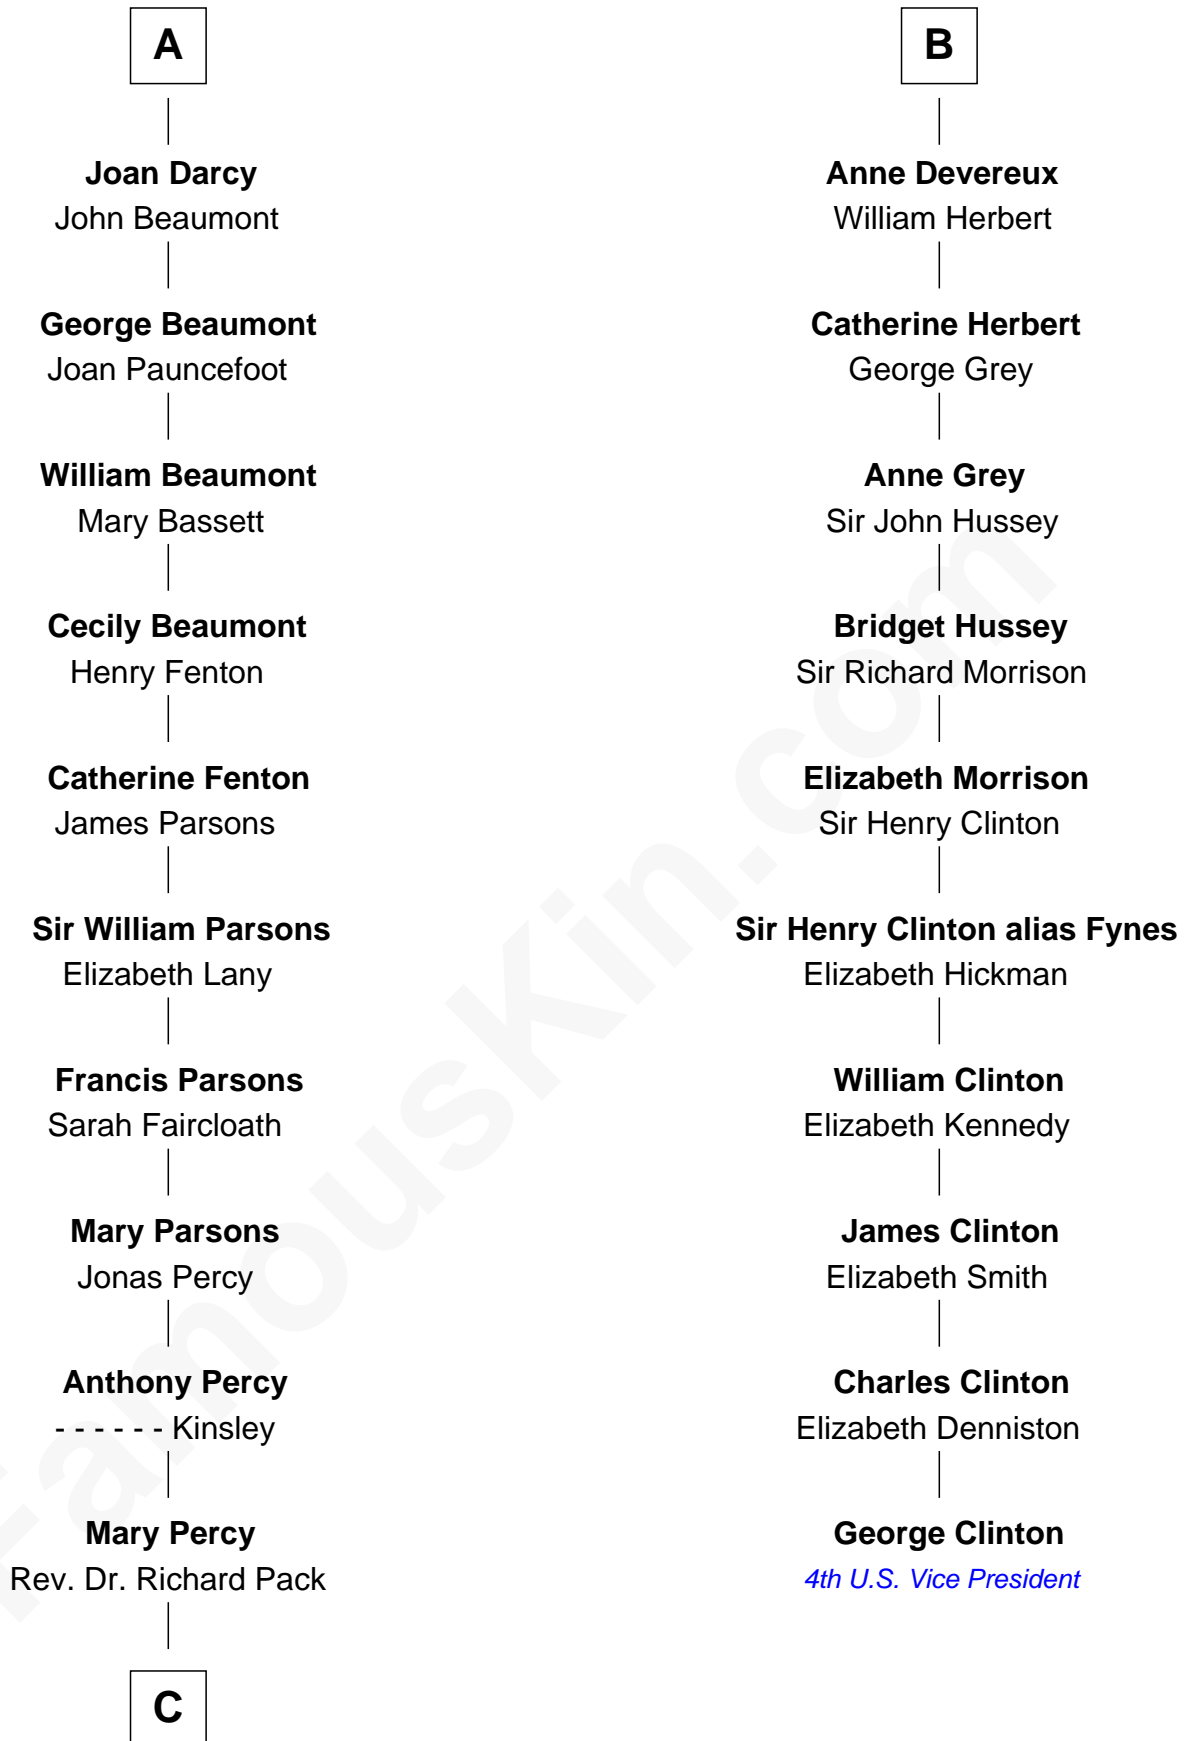 A
Joan Darcy
John Beaumont
George Beaumont
Joan Pauncefoot
William Beaumont
Mary Bassett
Cecily Beaumont
Henry Fenton
Catherine Fenton
James Parsons
Sir William Parsons
Elizabeth Lany
Francis Parsons
Sarah Faircloath
Mary Parsons
Jonas Percy
Anthony Percy
- - - - - - Kinsley
Mary Percy
Rev. Dr. Richard Pack
C
B
Anne Devereux
William Herbert
Catherine Herbert
George Grey
Anne Grey
Sir John Hussey
Bridget Hussey
Sir Richard Morrison
Elizabeth Morrison
Sir Henry Clinton
Sir Henry Clinton alias Fynes
Elizabeth Hickman
William Clinton
Elizabeth Kennedy
James Clinton
Elizabeth Smith
Charles Clinton
Elizabeth Denniston
George Clinton
4th U.S. Vice President
FamousKin.com